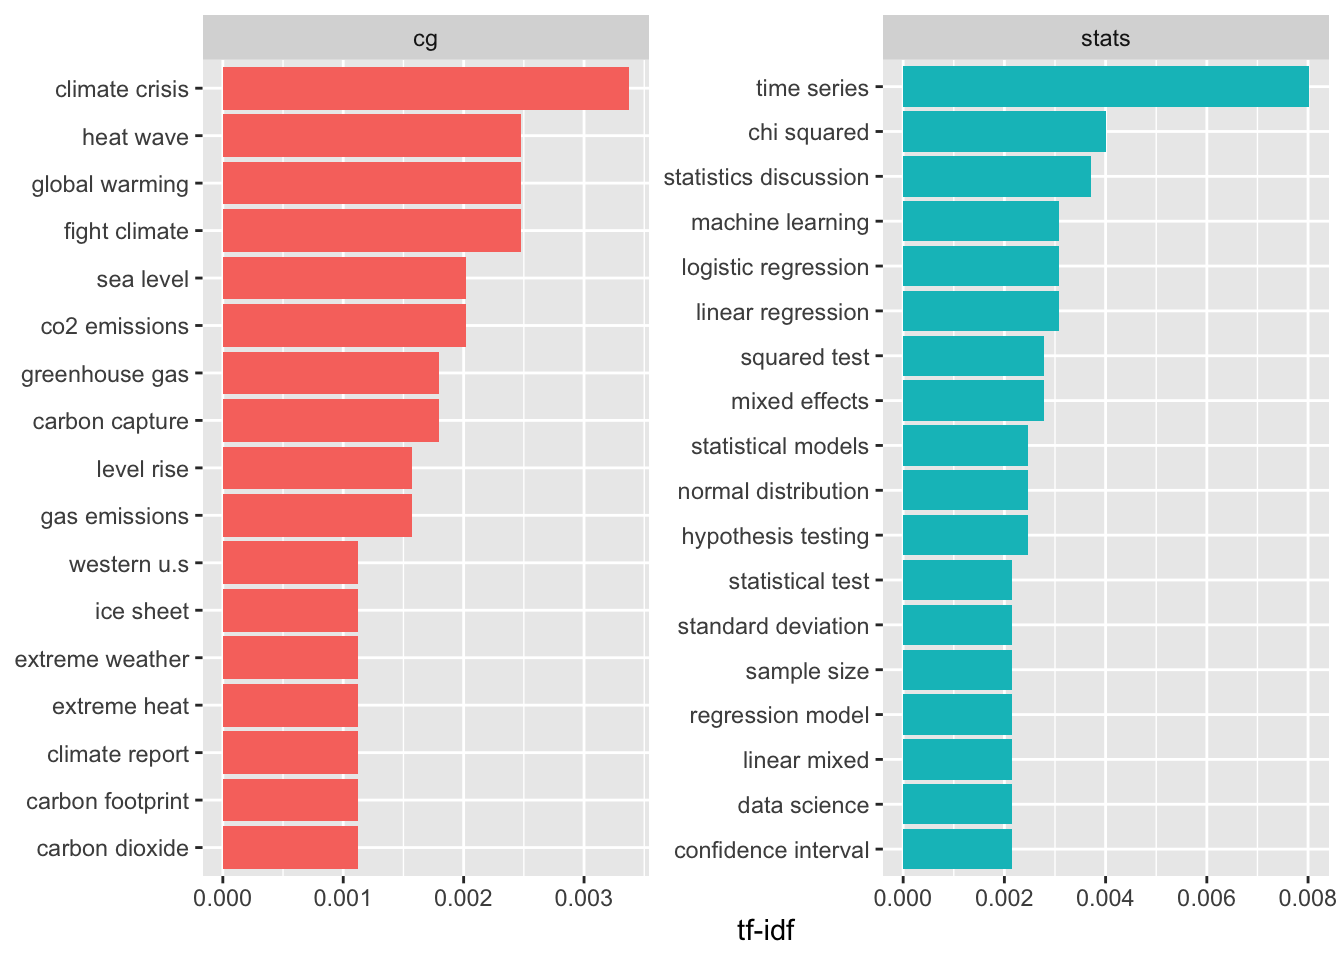 cg
climate crisis
heat wave
global warming
fight climate
sea level
co2 emissions
greenhouse gas
carbon capture
level rise
gas emissions
western u.s
ice sheet
extreme weather
extreme heat
climate report
carbon footprint
carbon dioxide
0.000 0.001 0.002 0.003
stats
time series
chi squared
statistics discussion
machine learning
logistic regression
linear regression
squared test
mixed effects
statistical models
normal distribution
hypothesis testing
statistical test
standard deviation
sample size
regression model
linear mixed
data science
confidence interval
0.000 0.002 0.004 0.006 0.008
tf-idf